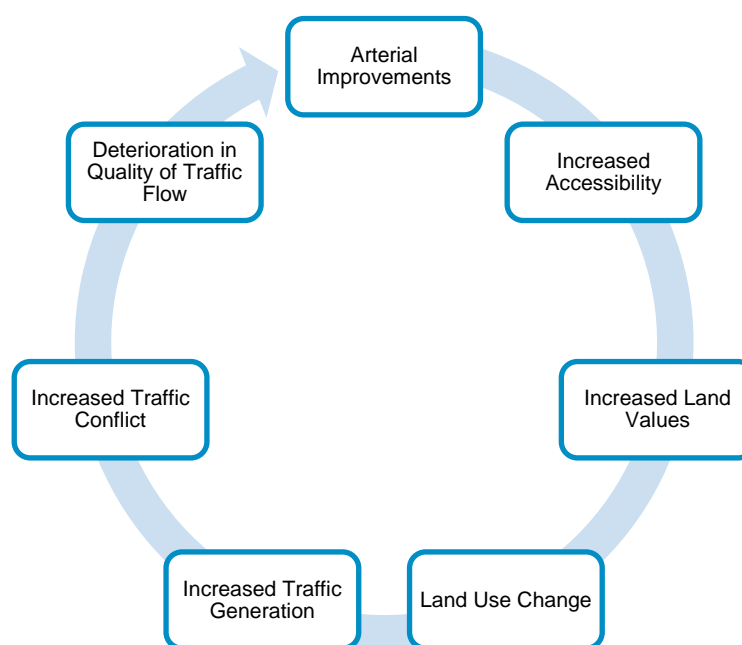 Arterial
Improvements
Increased
Accessibility
Increased Land
Values
Land Use Change
Increased Traffic
Generation
Increased Traffic
Conflict
Deterioration in
Quality of Traffic
Flow